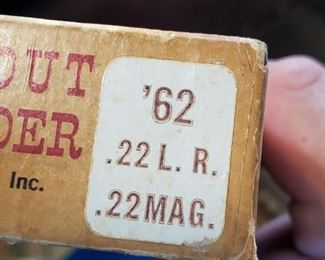 OUT
DER
Inc.
'62
.22 L. R.
.22 MAG.